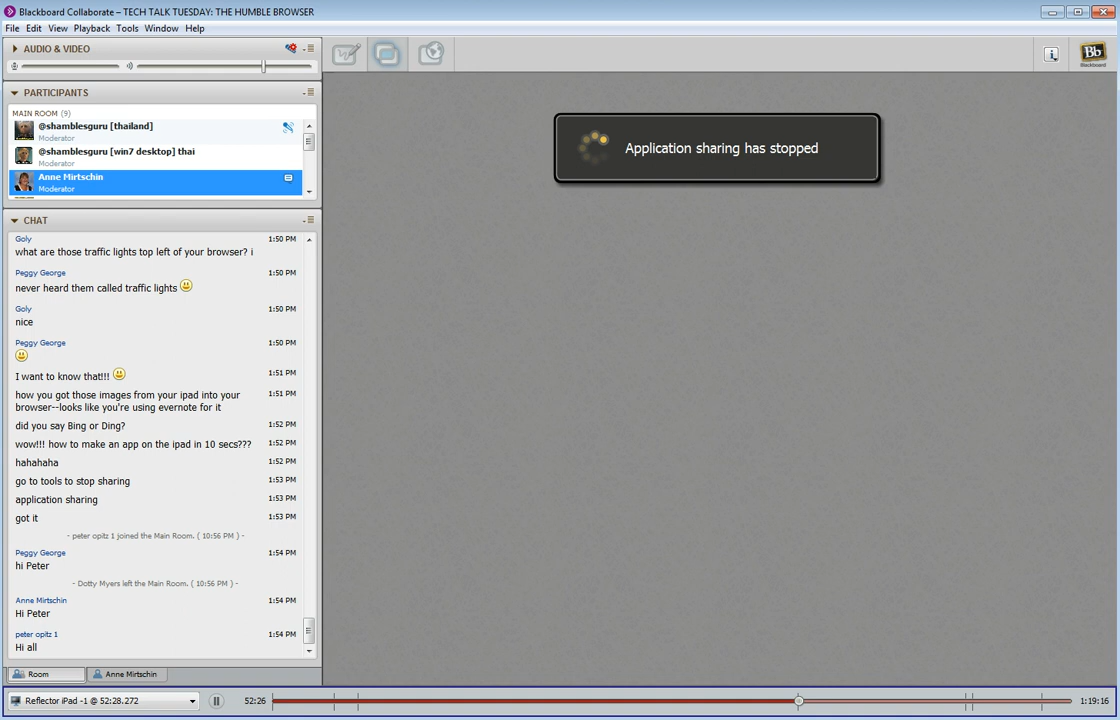 Blackboard Collaborate – TECH TALK TUESDAY: THE HUMBLE BROWSER
File Edit View Playback Tools Window Help
AUDIO & VIDEO
PARTICIPANTS
MAIN ROOM (9)
@shamblesguru [thailand]
Moderator
@shamblesguru [win7 desktop] thai
Moderator
Anne Mirtschin
Moderator
CHAT
Goly 1:50 PM
what are those traffic lights top left of your browser? i
Peggy George 1:50 PM
never heard them called traffic lights
Goly 1:50 PM
nice
Peggy George 1:50 PM
I want to know that!!! 1:51 PM
how you got those images from your ipad into your 1:51 PM
browser--looks like you're using evernote for it
did you say Bing or Ding? 1:52 PM
wow!!! how to make an app on the ipad in 10 secs??? 1:52 PM
hahahaha 1:52 PM
go to tools to stop sharing 1:53 PM
application sharing 1:53 PM
got it 1:53 PM
- peter opitz 1 joined the Main Room. ( 10:56 PM ) -
Peggy George 1:54 PM
hi Peter
- Dotty Myers left the Main Room. ( 10:56 PM ) -
Anne Mirtschin 1:54 PM
Hi Peter
peter opitz 1 1:54 PM
Hi all
Room Anne Mirtschin
Application sharing has stopped
Bb
Blackboard
Reflector iPad -1 @ 52:28.272 52:26 1:19:16